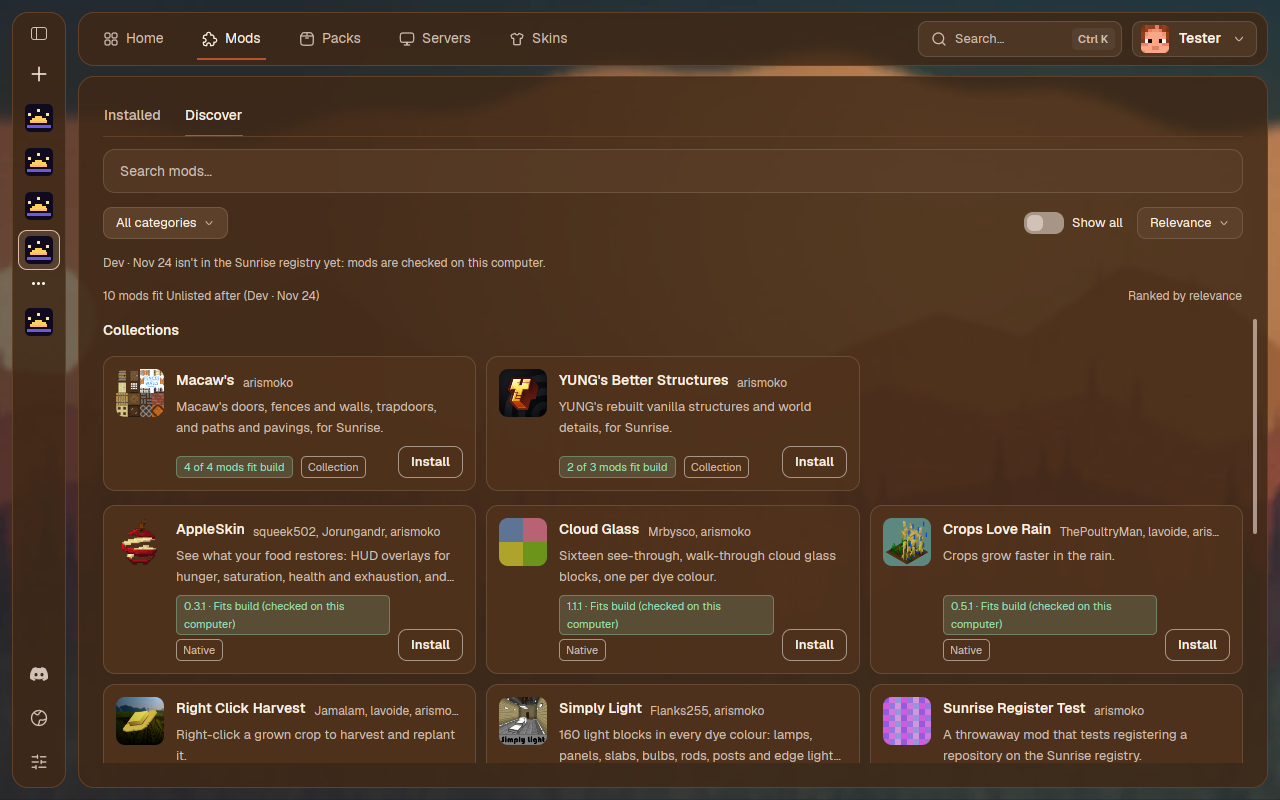 Home
Mods
Packs
Servers
Skins
Search...
Ctrl K
Tester
Installed
Discover
Search mods...
All categories
Show all
Relevance
Dev · Nov 24 isn't in the Sunrise registry yet: mods are checked on this computer.
10 mods fit Unlisted after (Dev · Nov 24)
Ranked by relevance
Collections
Macaw's arismoko
Macaw's doors, fences and walls, trapdoors,
and paths and pavings, for Sunrise.
4 of 4 mods fit build
Collection
Install
YUNG's Better Structures arismoko
YUNG's rebuilt vanilla structures and world
details, for Sunrise.
2 of 3 mods fit build
Collection
Install
AppleSkin squeek502, Jorungandr, arismoko
See what your food restores: HUD overlays for
hunger, saturation, health and exhaustion, and...
0.3.1 · Fits build (checked on this
computer)
Native
Install
Cloud Glass Mrbysco, arismoko
Sixteen see-through, walk-through cloud glass
blocks, one per dye colour.
1.1.1 · Fits build (checked on this
computer)
Native
Install
Crops Love Rain ThePoultryMan, lavoide, aris...
Crops grow faster in the rain.
0.5.1 · Fits build (checked on this
computer)
Native
Install
Right Click Harvest Jamalam, lavoide, arismo...
Right-click a grown crop to harvest and replant
it.
Simply Light Flanks255, arismoko
160 light blocks in every dye colour: lamps,
panels, slabs, bulbs, rods, posts and edge light...
Simply light
Sunrise Register Test arismoko
A throwaway mod that tests registering a
repository on the Sunrise registry.